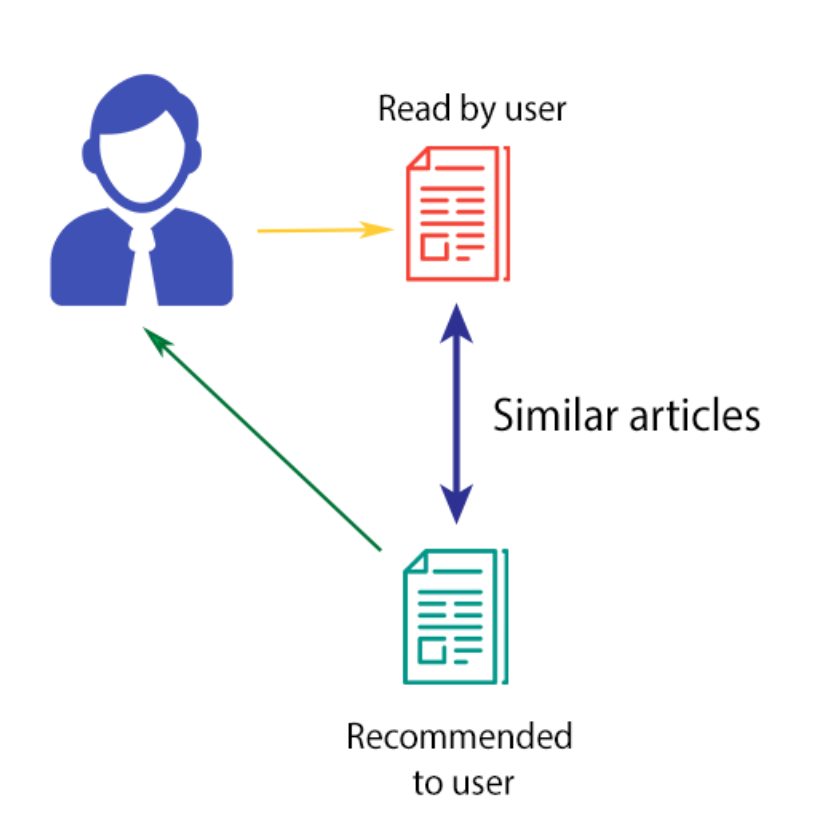 Read by user
Similar articles
Recommended
to user